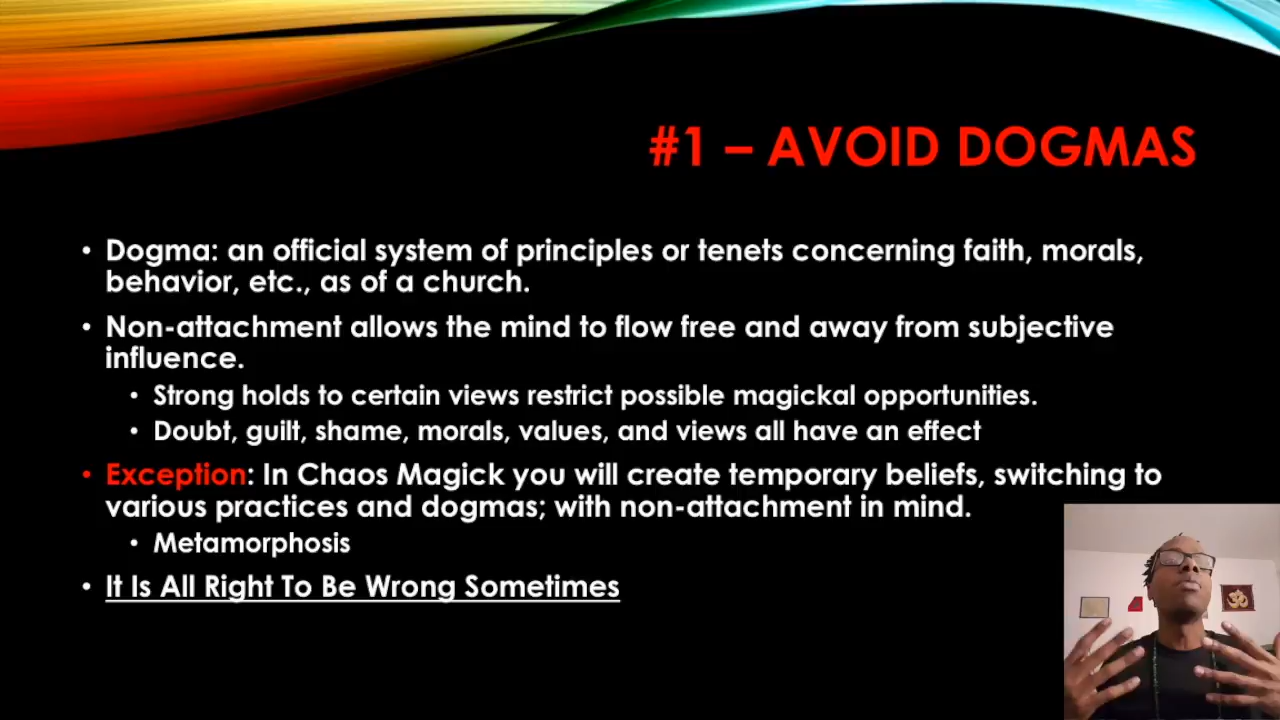 #1 – AVOID DOGMAS
• Dogma: an official system of principles or tenets concerning faith, morals,
behavior, etc., as of a church.
• Non-attachment allows the mind to flow free and away from subjective
influence.
• Strong holds to certain views restrict possible magickal opportunities.
• Doubt, guilt, shame, morals, values, and views all have an effect
• Exception: In Chaos Magick you will create temporary beliefs, switching to
various practices and dogmas; with non-attachment in mind.
• Metamorphosis
• It Is All Right To Be Wrong Sometimes